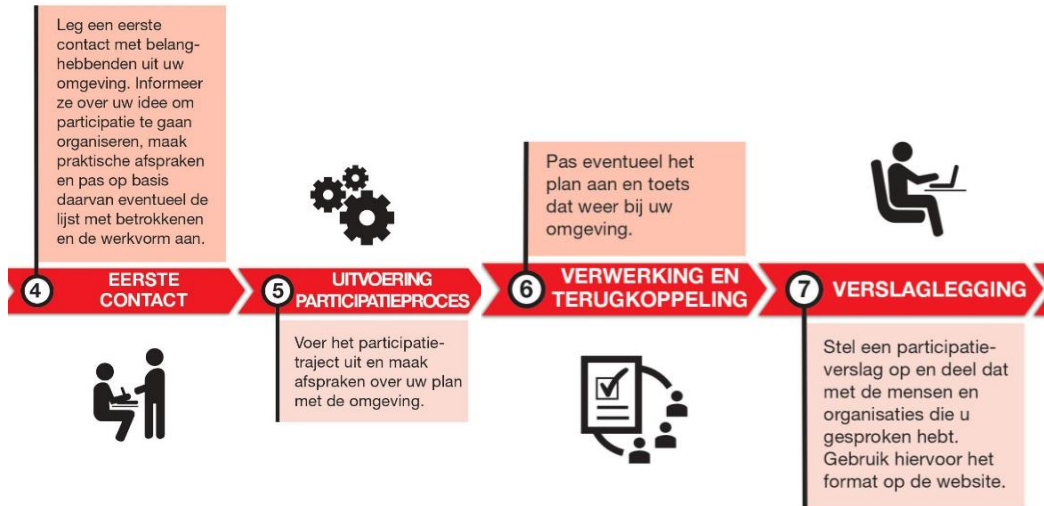 Leg een eerste
contact met belang-
hebbenden uit uw
omgeving. Informeer
ze over uw idee om
participatie te gaan
organiseren, maak
praktische afspraken
en pas op basis
daarvan eventueel de
lijst met betrokkenen
en de werkvorm aan.
4
EERSTE
CONTACT
5
UITVOERING
PARTICIPATIEPROCES
Voer het participatie-
traject uit en maak
afspraken over uw plan
met de omgeving.
Pas eventueel het
plan aan en toets
dat weer bij uw
omgeving.
6
VERWERKING EN
TERUGKOPPELING
7
VERSLAGLEGGING
Stel een participatie-
verslag op en deel dat
met de mensen en
organisaties die u
gesproken hebt.
Gebruik hiervoor het
format op de website.